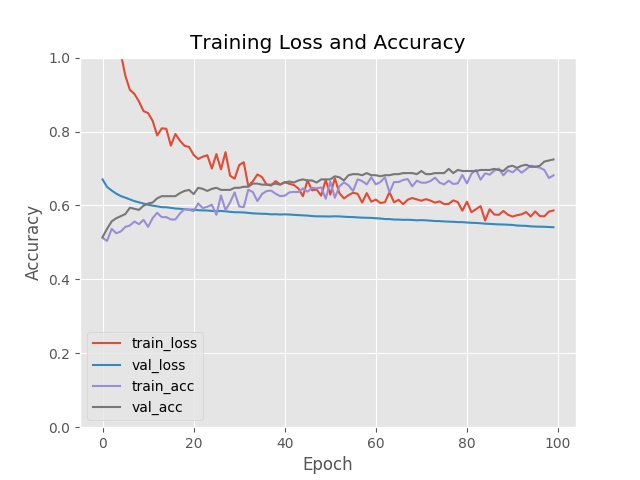 Training Loss and Accuracy
1.0
0.8
0.6
0.4
0.2
0.0
Accuracy
train_loss
val_loss
train_acc
val_acc
0 20 40 60 80 100
Epoch